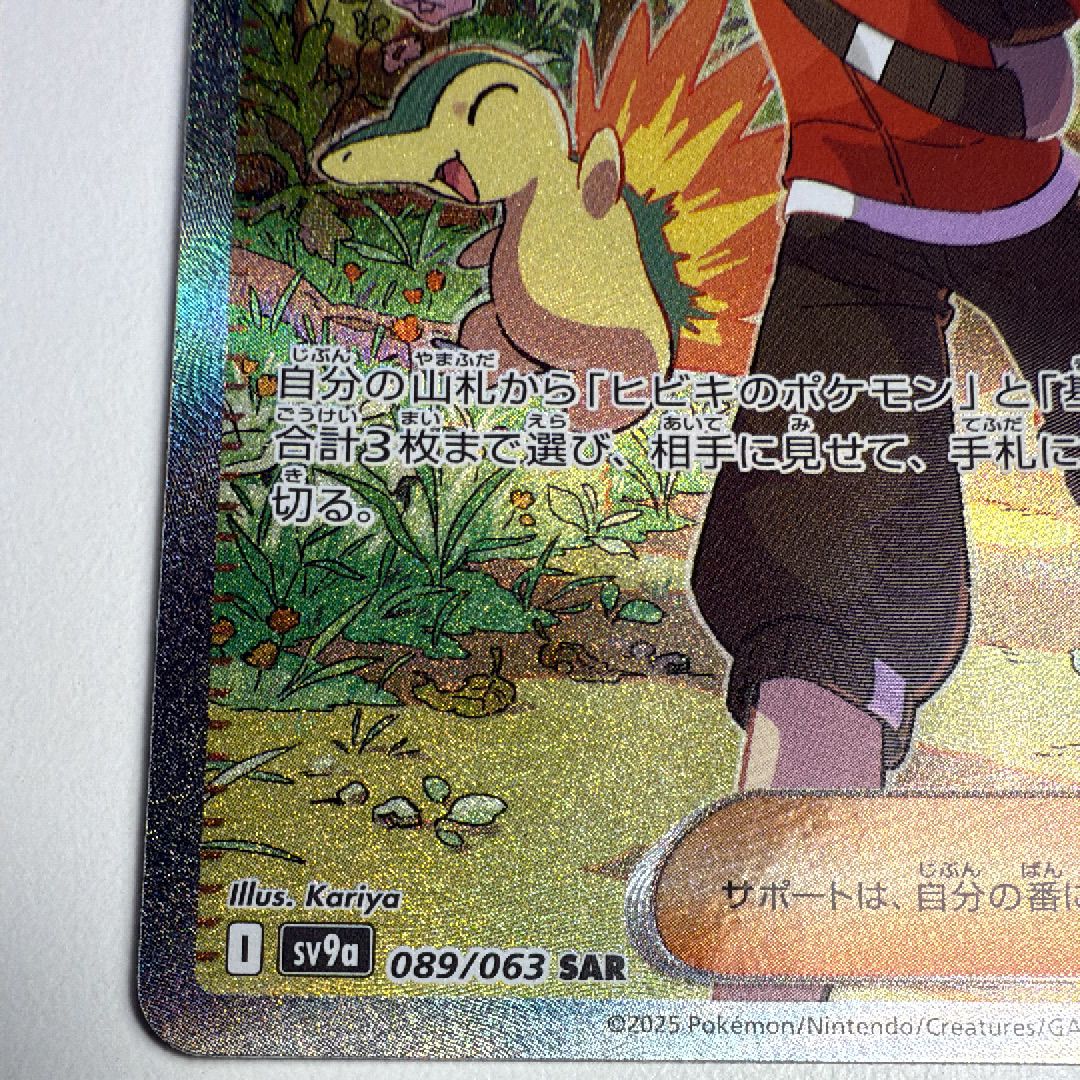 自分の山札から「ヒビキのポケモン」と「基
合計3枚まで選び、相手に見せて、手札に
切る。
サポートは、自分の番に
Illus. Kariya
I sv9a 089/063 SAR
©2025 Pokémon/Nintendo/Creatures/GA